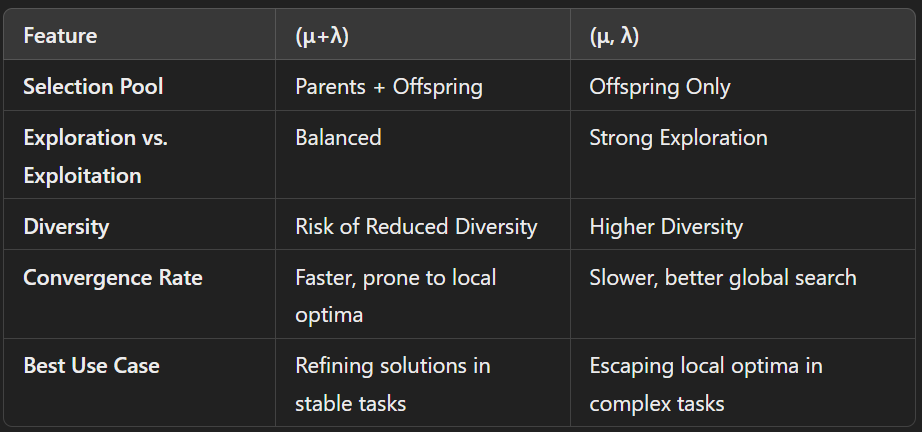 Feature (μ+λ) (μ, λ)
Selection Pool Parents + Offspring Offspring Only
Exploration vs. Balanced Strong Exploration
Exploitation
Diversity Risk of Reduced Diversity Higher Diversity
Convergence Rate Faster, prone to local Slower, better global search
optima
Best Use Case Refining solutions in Escaping local optima in
stable tasks complex tasks